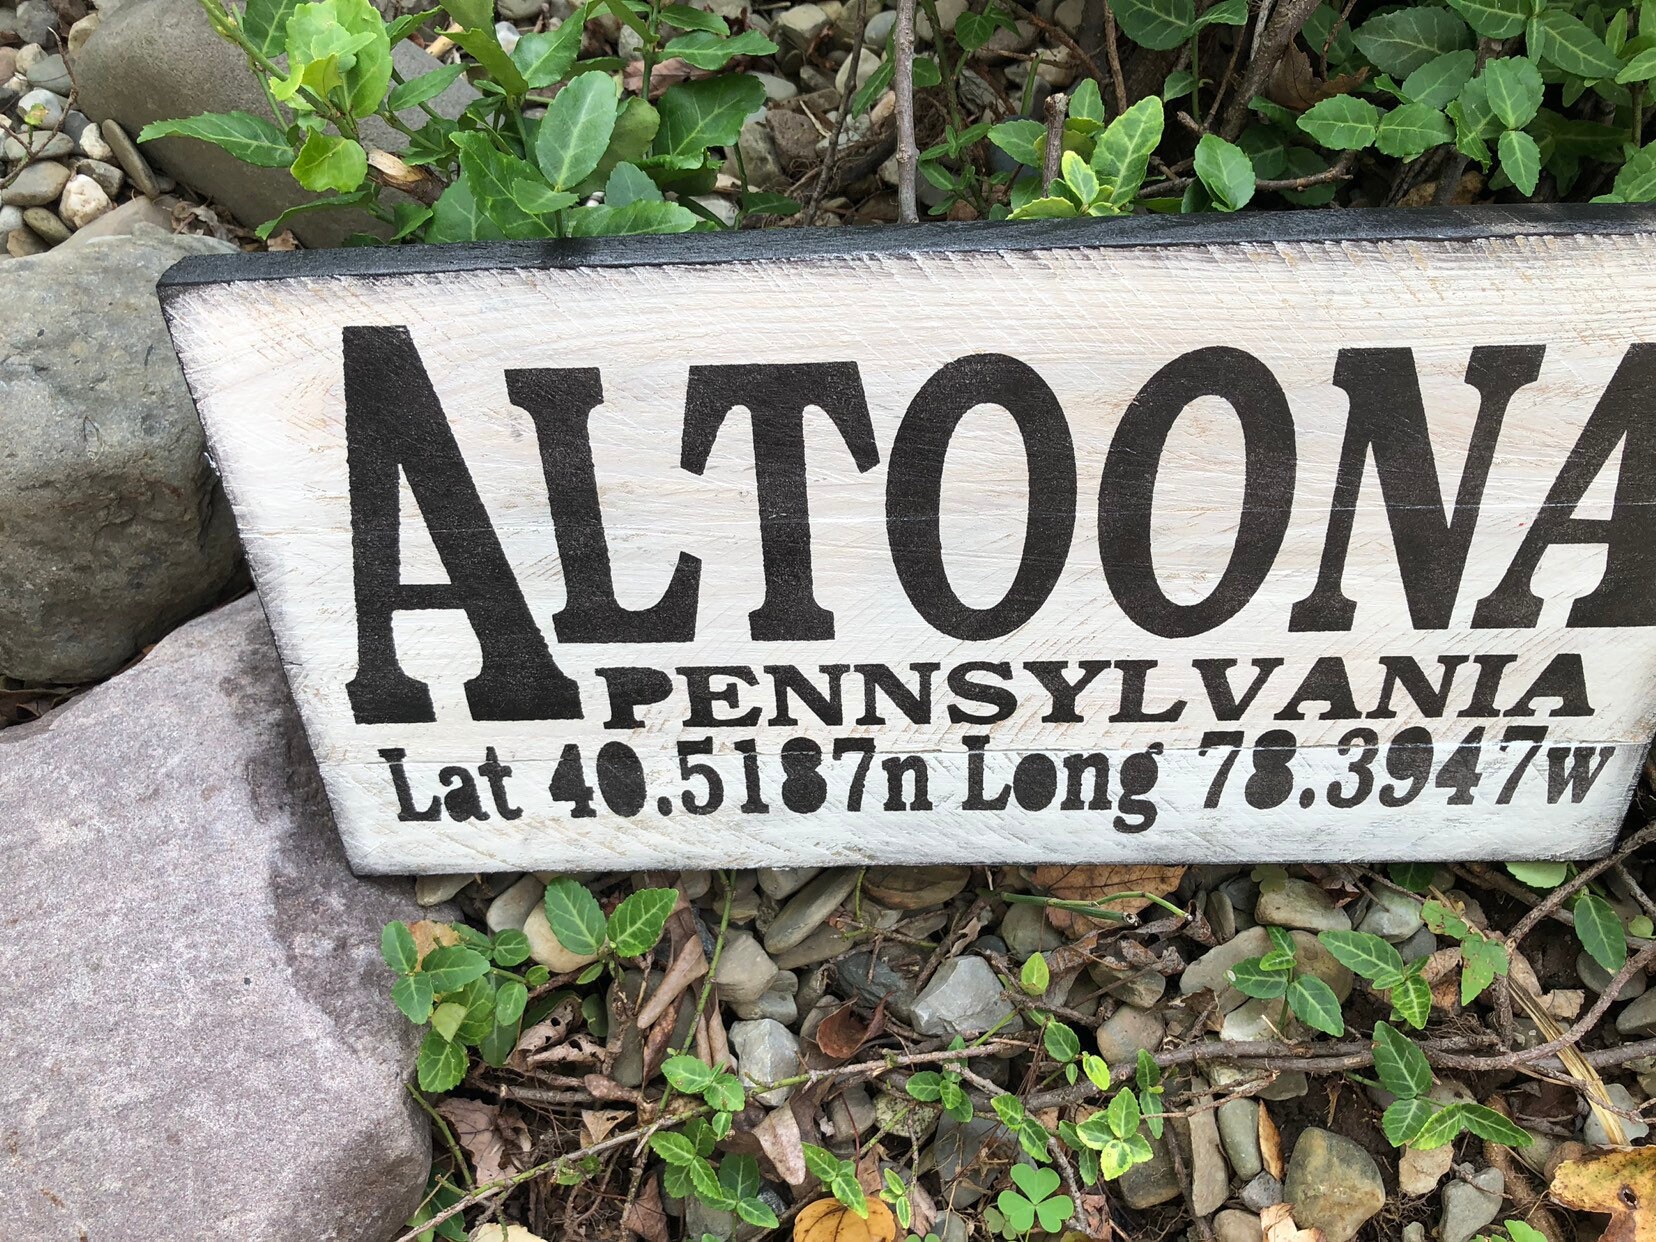 ALTOONA
PENNSYLVANIA
Lat 40.5187n Long 78.3947w